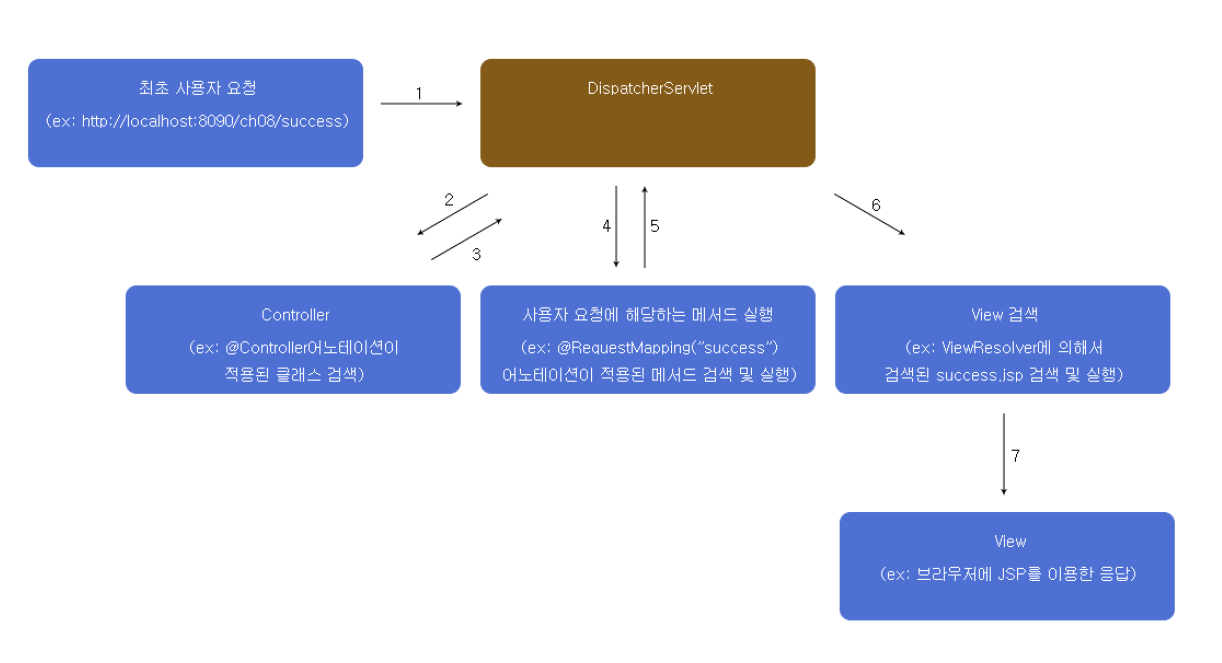 최초 사용자 요청
(ex: http://localhost:8090/ch08/success)
1
DispatcherServlet
2
3
4
5
6
Controller
(ex: @Controller어노테이션이
적용된 클래스 검색)
사용자 요청에 해당하는 메서드 실행
(ex: @RequestMapping("success")
어노테이션이 적용된 메서드 검색 및 실행)
View 검색
(ex: ViewResolver에 의해서
검색된 success.jsp 검색 및 실행)
7
View
(ex: 브라우저에 JSP를 이용한 응답)